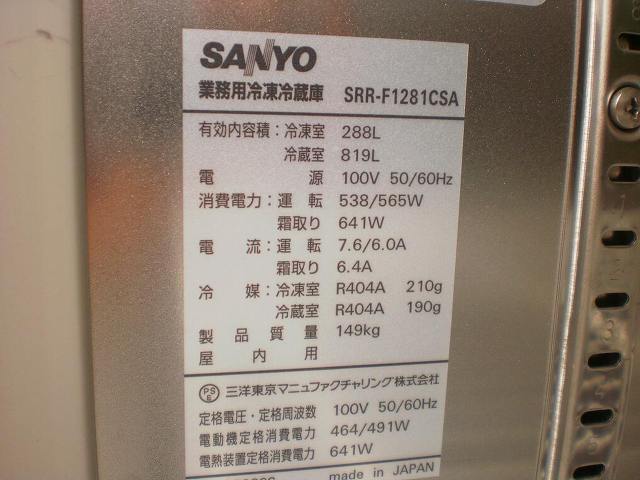 SANYO
業務用冷凍冷蔵庫 SRR-F1281CSA
有効内容積：冷凍室 288L
冷蔵室 819L
電 源 100V 50/60Hz
消費電力：運 転 538/565W
霜取り 641W
電 流：運 転 7.6/6.0A
霜取り 6.4A
冷 媒：冷凍室 R404A 210g
冷蔵室 R404A 190g
製 品 質 量 149kg
屋 内 用
PS E 三洋東京マニュファクチャリング株式会社
定格電圧・定格周波数 100V 50/60Hz
電動機定格消費電力 464/491W
電熱装置定格消費電力 641W
made in JAPAN